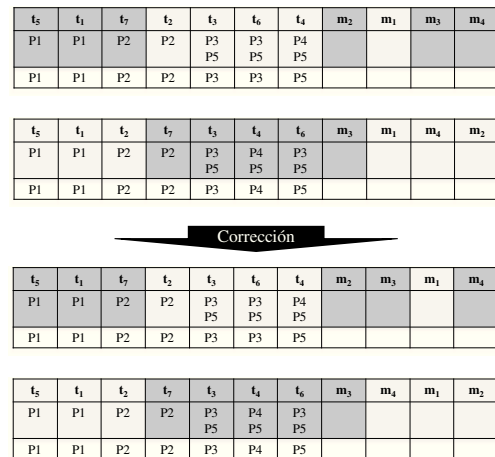 t₅ t₁ t₇ t₂ t₃ t₆ t₄ m₂ m₁ m₃ m₄
P1 P1 P2 P2 P3 P3 P4
P5 P5 P5
P1 P1 P2 P2 P3 P3 P5
t₅ t₁ t₂ t₇ t₃ t₄ t₆ m₃ m₁ m₄ m₂
P1 P1 P2 P2 P3 P4 P3
P5 P5 P5
P1 P1 P2 P2 P3 P4 P5
Corrección
t₅ t₁ t₇ t₂ t₃ t₆ t₄ m₂ m₃ m₁ m₄
P1 P1 P2 P2 P3 P3 P4
P5 P5 P5
P1 P1 P2 P2 P3 P3 P5
t₅ t₁ t₂ t₇ t₃ t₄ t₆ m₃ m₄ m₁ m₂
P1 P1 P2 P2 P3 P4 P3
P5 P5 P5
P1 P1 P2 P2 P3 P4 P5